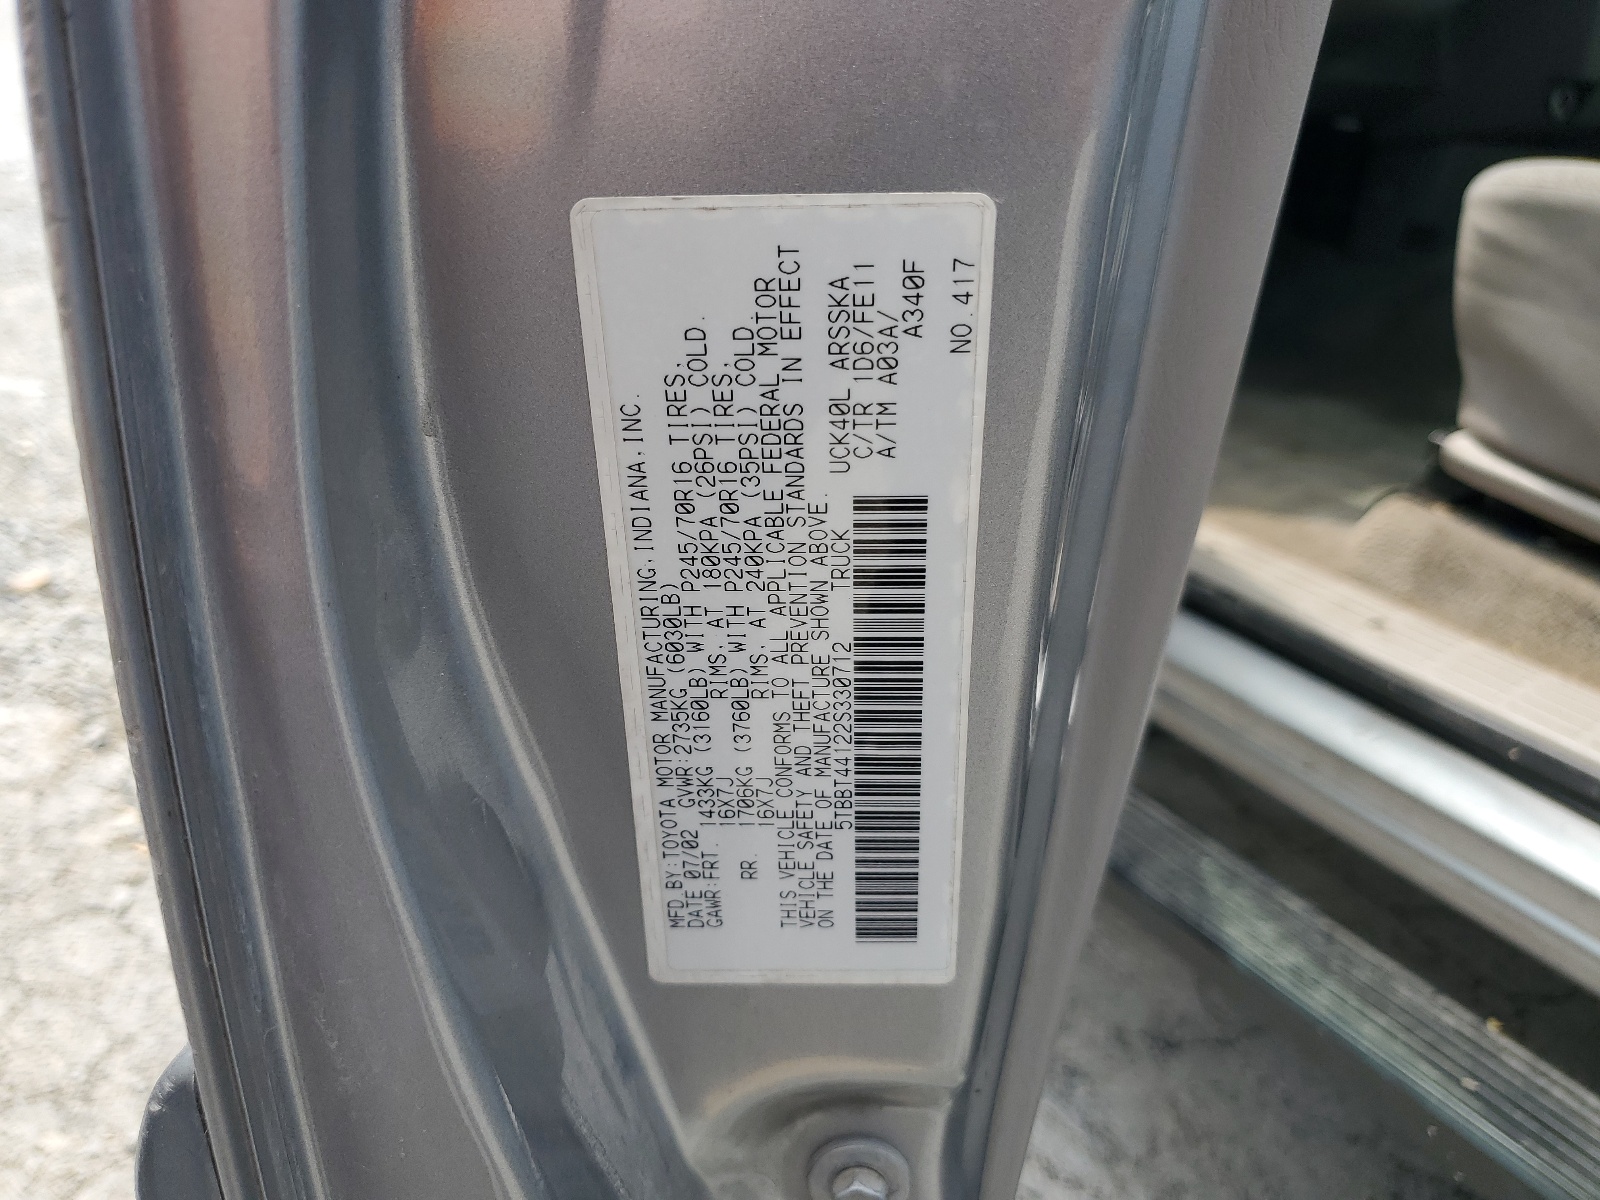 MFD.BY:TOYOTA MOTOR MANUFACTURING,INDIANA,INC.
DATE 07/02 GVWR:2735KG (6030LB)
GAWR:FRT. 1433KG (3160LB) WITH P245/70R16 TIRES,
16X7J RIMS, AT 180KPA (26PSI) COLD.
RR. 1706KG (3760LB) WITH P245/70R16 TIRES,
16X7J RIMS, AT 240KPA (35PSI) COLD.
THIS VEHICLE CONFORMS TO ALL APPLICABLE FEDERAL MOTOR
VEHICLE SAFETY AND THEFT PREVENTION STANDARDS IN EFFECT
ON THE DATE OF MANUFACTURE SHOWN ABOVE.
5TBBT44122S330712 TRUCK
UCK40L ARSSKA
C/TR 1D6/FE11
A/TM A03A/
A340F
NO.417